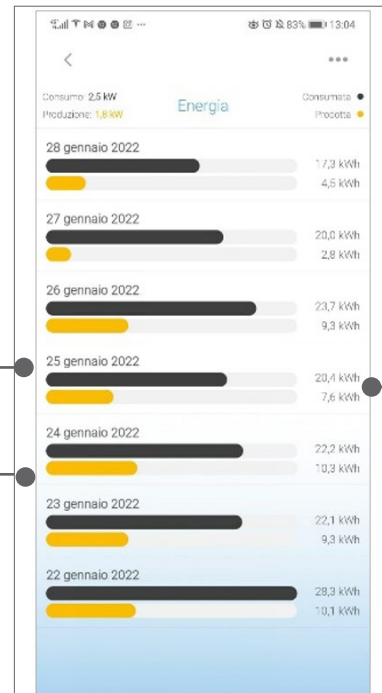 83% 13:04
Consumo: 2,5 kW
Produzione: 1,8 kW
Energia
Consumata
Prodotta
28 gennaio 2022
17,3 kWh
4,5 kWh
27 gennaio 2022
20,0 kWh
2,8 kWh
26 gennaio 2022
23,7 kWh
9,3 kWh
25 gennaio 2022
20,4 kWh
7,6 kWh
24 gennaio 2022
22,2 kWh
10,3 kWh
23 gennaio 2022
22,1 kWh
9,3 kWh
22 gennaio 2022
28,3 kWh
10,1 kWh